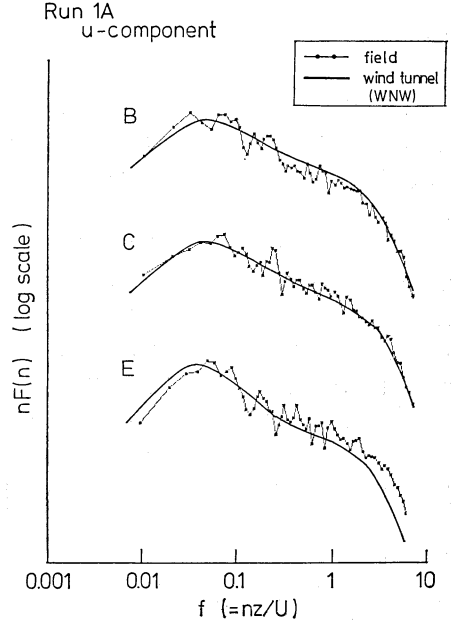 Run 1A
u-component
field
wind tunnel
(WNW)
B
C
E
nF(n) (log scale)
0.001 0.01 0.1 1 10
f (=nz/U)